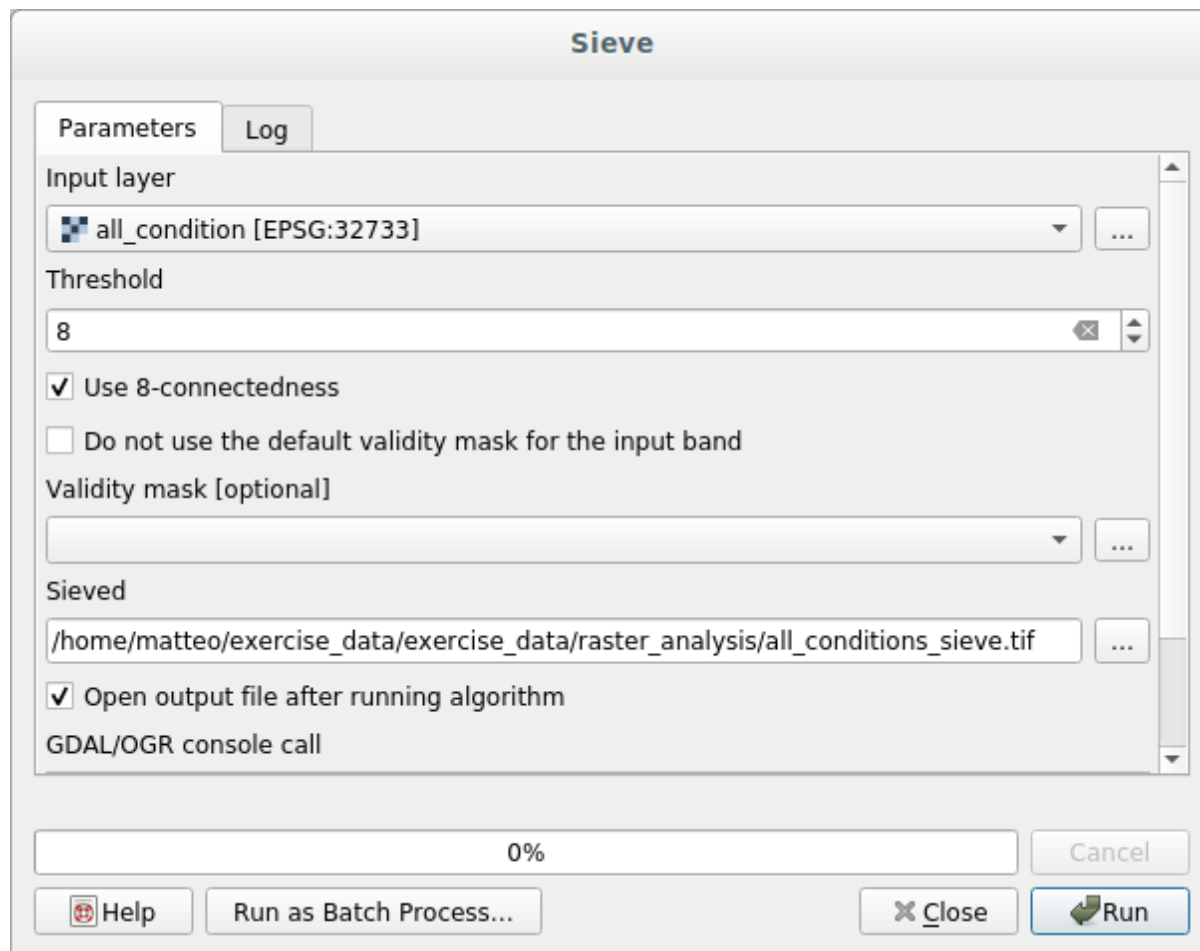 Sieve
Parameters
Log
Input layer
all_condition [EPSG:32733]
...
Threshold
8
Use 8-connectedness
Do not use the default validity mask for the input band
Validity mask [optional]
...
Sieved
/home/matteo/exercise_data/exercise_data/raster_analysis/all_conditions_sieve.tif
...
Open output file after running algorithm
GDAL/OGR console call
0%
Cancel
Help
Run as Batch Process...
Close
Run